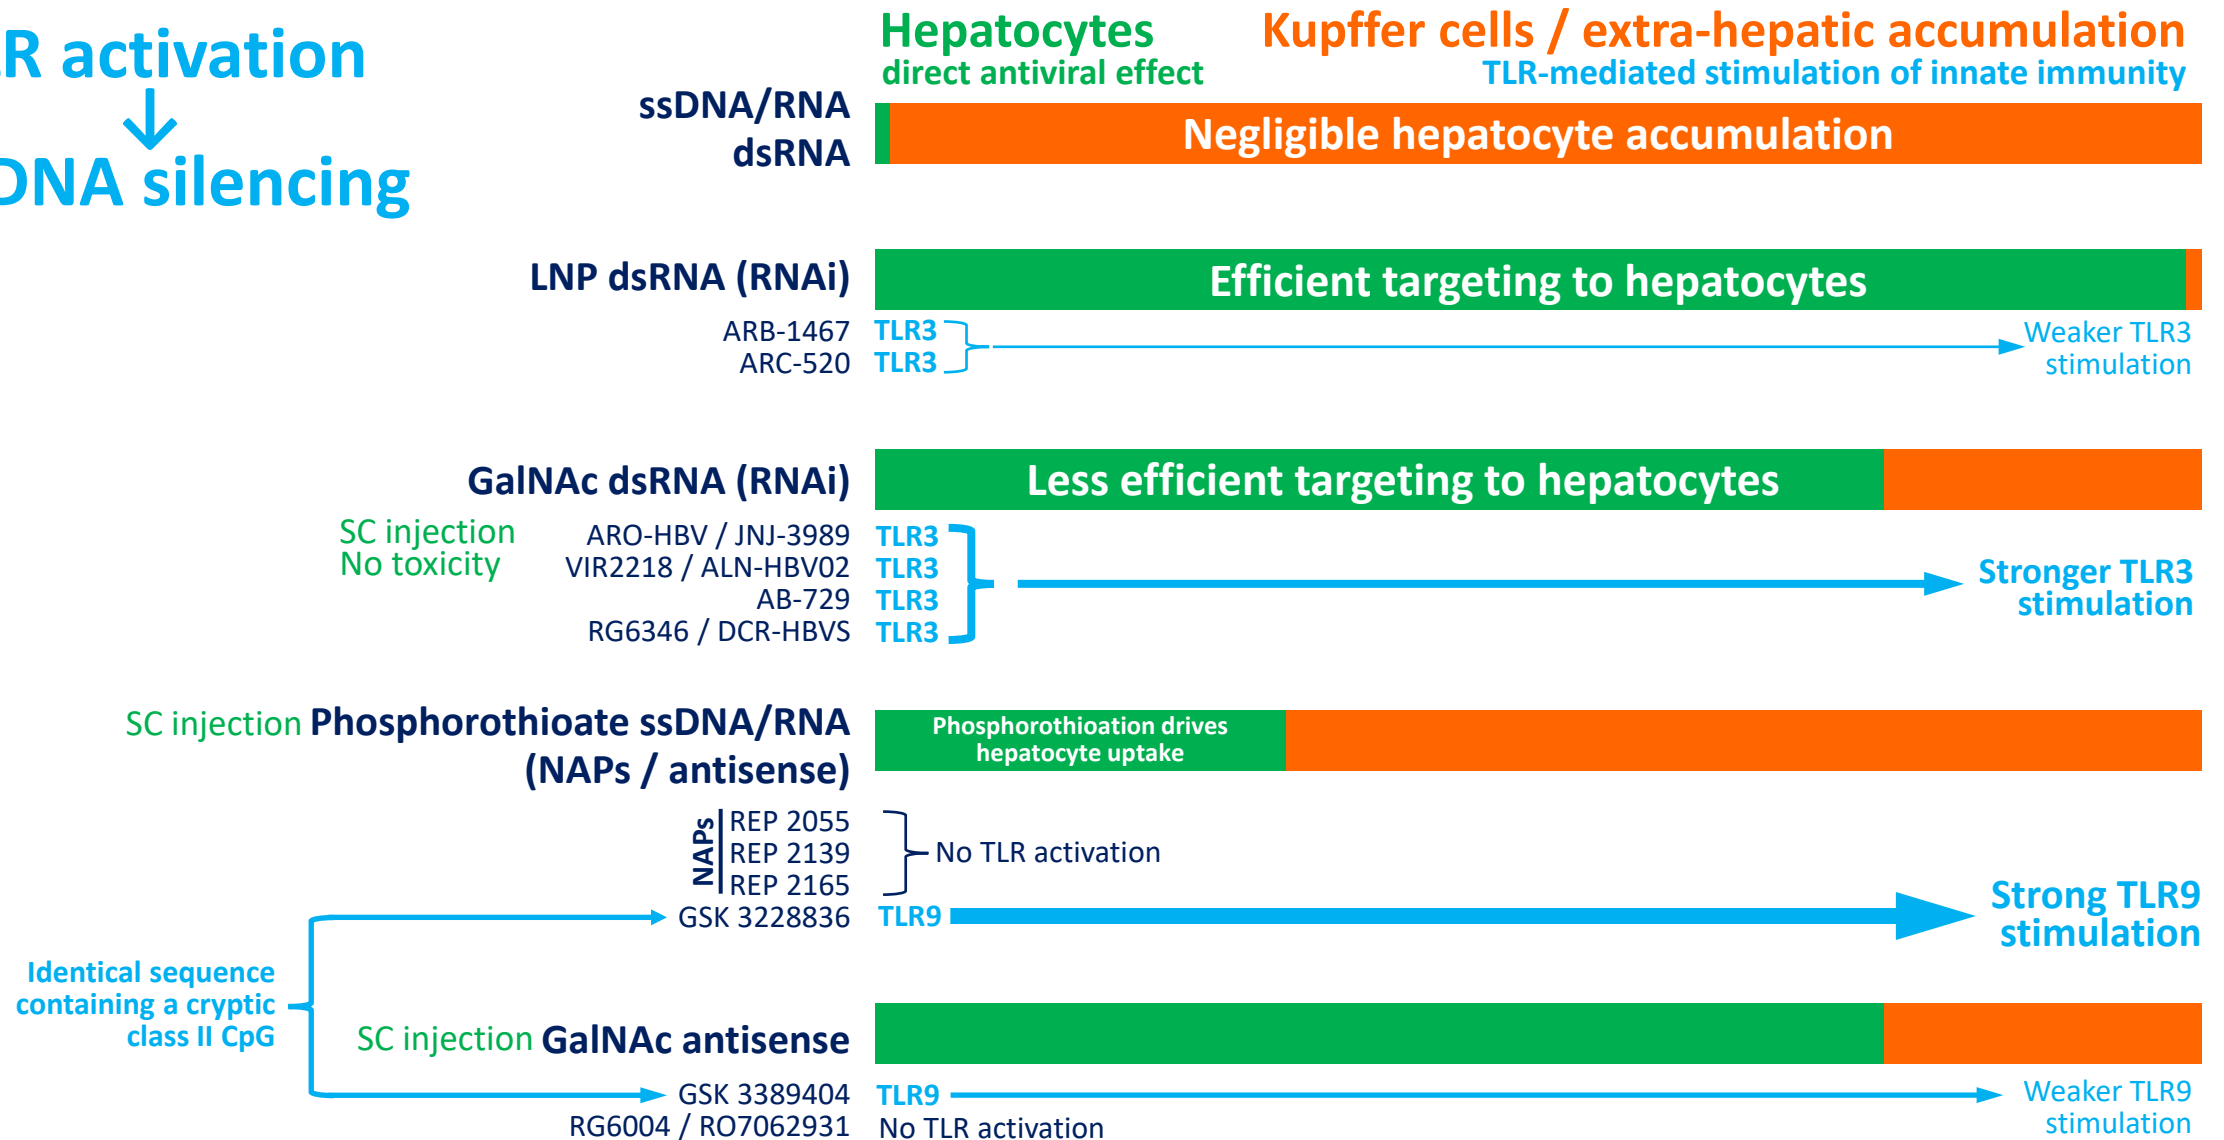 R activation
DNA silencing
Hepatocytes
direct antiviral effect
Kupffer cells / extra-hepatic accumulation
TLR-mediated stimulation of innate immunity
ssDNA/RNA
dsRNA
Negligible hepatocyte accumulation
LNP dsRNA (RNAi)
Efficient targeting to hepatocytes
ARB-1467 TLR3
ARC-520 TLR3
Weaker TLR3
stimulation
GalNAc dsRNA (RNAi)
Less efficient targeting to hepatocytes
SC injection
No toxicity
ARO-HBV / JNJ-3989 TLR3
VIR2218 / ALN-HBV02 TLR3
AB-729 TLR3
RG6346 / DCR-HBVS TLR3
Stronger TLR3
stimulation
SC injection Phosphorothioate ssDNA/RNA
(NAPs / antisense)
Phosphorothioation drives
hepatocyte uptake
NAPs
REP 2055
REP 2139
REP 2165
No TLR activation
GSK 3228836 TLR9
Strong TLR9
stimulation
Identical sequence
containing a cryptic
class II CpG
SC injection GalNAc antisense
GSK 3389404 TLR9
Weaker TLR9
stimulation
RG6004 / RO7062931 No TLR activation